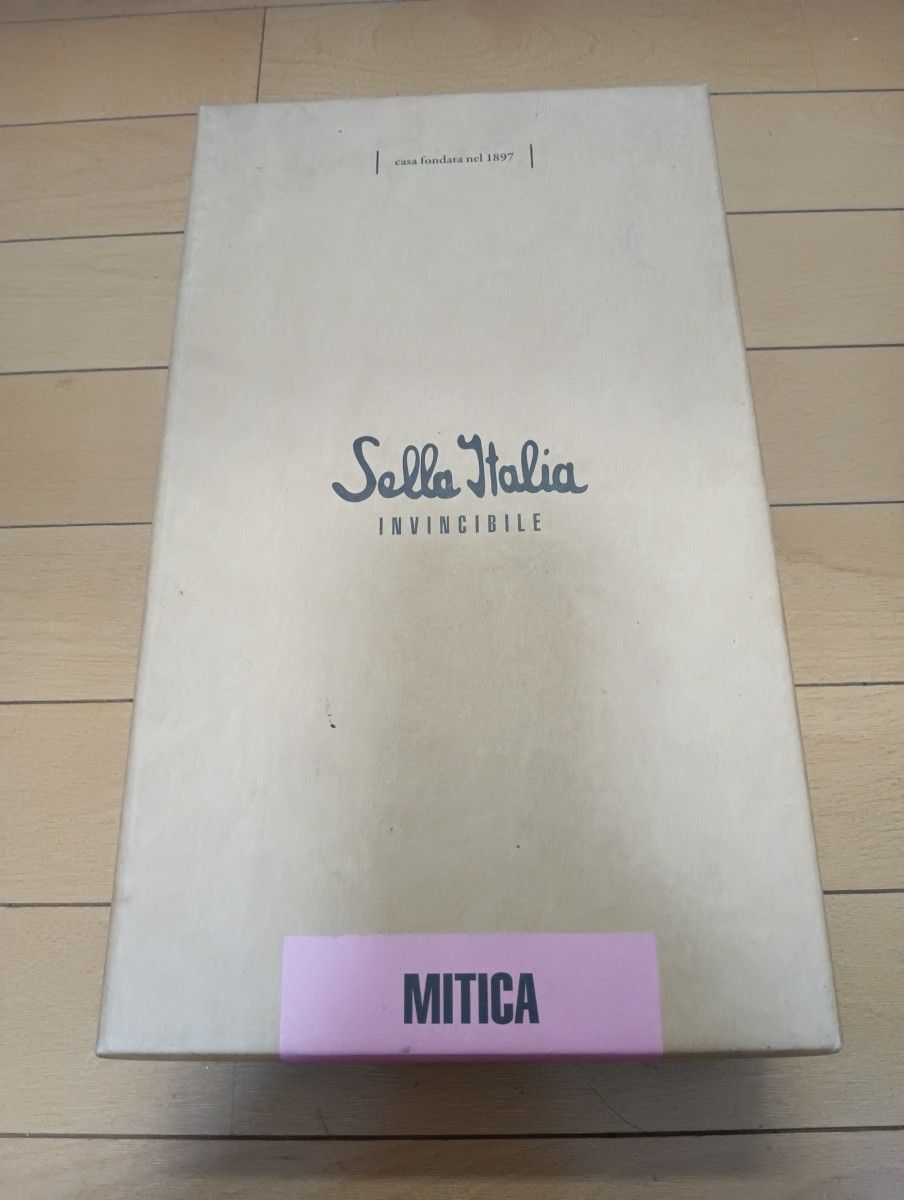 casa fondata nel 1897
Sella Italia
INVINCIBILE
MITICA